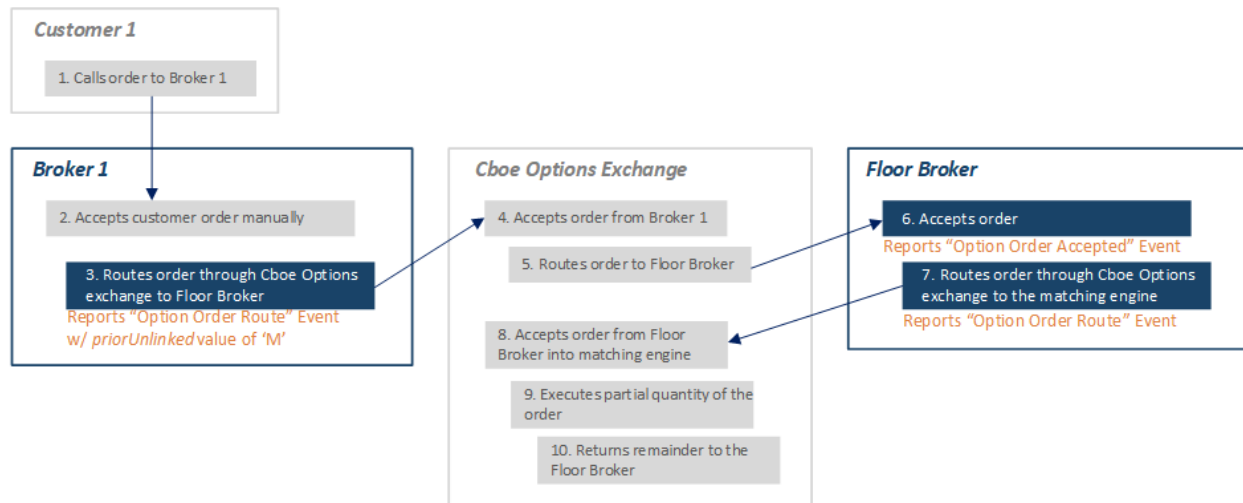 Customer 1
1. Calls order to Broker 1
Broker 1
2. Accepts customer order manually
3. Routes order through Cboe Options
exchange to Floor Broker
Reports “Option Order Route” Event
w/ priorUnlinked value of ‘M’
Cboe Options Exchange
4. Accepts order from Broker 1
5. Routes order to Floor Broker
8. Accepts order from Floor
Broker into matching engine
9. Executes partial quantity of the
order
10. Returns remainder to the
Floor Broker
Floor Broker
6. Accepts order
Reports “Option Order Accepted” Event
7. Routes order through Cboe Options
exchange to the matching engine
Reports “Option Order Route” Event